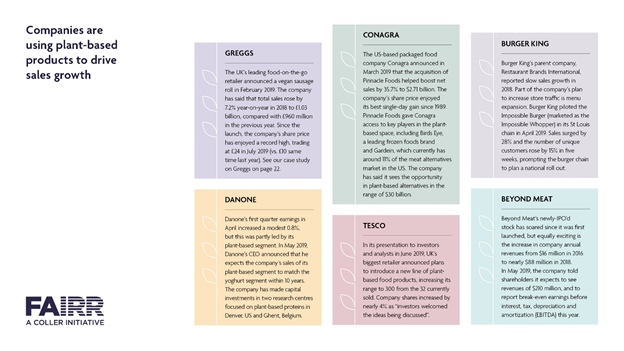 Companies are
using plant-based
products to drive
sales growth
GREGGS
The UK's leading food-on-the-go
retailer announced a vegan sausage
roll in February 2019. The company
has said that total sales rose by
7.2% year-on-year in 2018 to £1.03
billion, compared with £960 million
in the previous year. Since the
launch, the company's share price
has enjoyed a record high, trading
at £24 in July 2019 (vs. £10 same
time last year). See our case study
on Greggs on page 22.
CONAGRA
The US-based packaged food
company Conagra announced in
March 2019 that the acquisition of
Pinnacle Foods helped boost net
sales by 35.7% to $2.71 billion. The
company's share price enjoyed
its best single-day gain since 1989.
Pinnacle Foods gave Conagra
access to key players in the plant-
based space, including Birds Eye,
a leading frozen foods brand
and Gardein, which currently has
around 11% of the meat alternatives
market in the US. The company
has said it sees the opportunity
in plant-based alternatives in the
range of $30 billion.
BURGER KING
Burger King's parent company,
Restaurant Brands International,
reported slow sales growth in
2018. Part of the company's plan
to increase store traffic is menu
expansion. Burger King piloted the
Impossible Burger (marketed as the
Impossible Whopper) in its St Louis
chain in April 2019. Sales surged by
28% and the number of unique
customers rose by 15% in five
weeks, prompting the burger chain
to plan a national roll out.
DANONE
Danone's first quarter earnings in
April increased a modest 0.8%,
but this was partly led by its
plant-based segment. In May 2019,
Danone's CEO announced that he
expects the company's sales of its
plant-based segment to match the
yoghurt segment within 10 years.
The company has made capital
investments in two research centres
focused on plant-based proteins in
Denver, US and Ghent, Belgium.
TESCO
In its presentation to investors
and analysts in June 2019, UK's
biggest retailer announced plans
to introduce a new line of plant-
based food products, increasing its
range to 300 from the 32 currently
sold. Company shares increased by
nearly 4% as "investors welcomed
the ideas being discussed".
BEYOND MEAT
Beyond Meat's newly-IPO'd
stock has soared since it was first
launched, but equally exciting is
the increase in company annual
revenues from $16 million in 2016
to nearly $88 million in 2018.
In May 2019, the company told
shareholders it expects to see
revenues of $210 million, and to
report break-even earnings before
interest, tax, depreciation and
amortization (EBITDA) this year.
FAIRR
A COLLER INITIATIVE